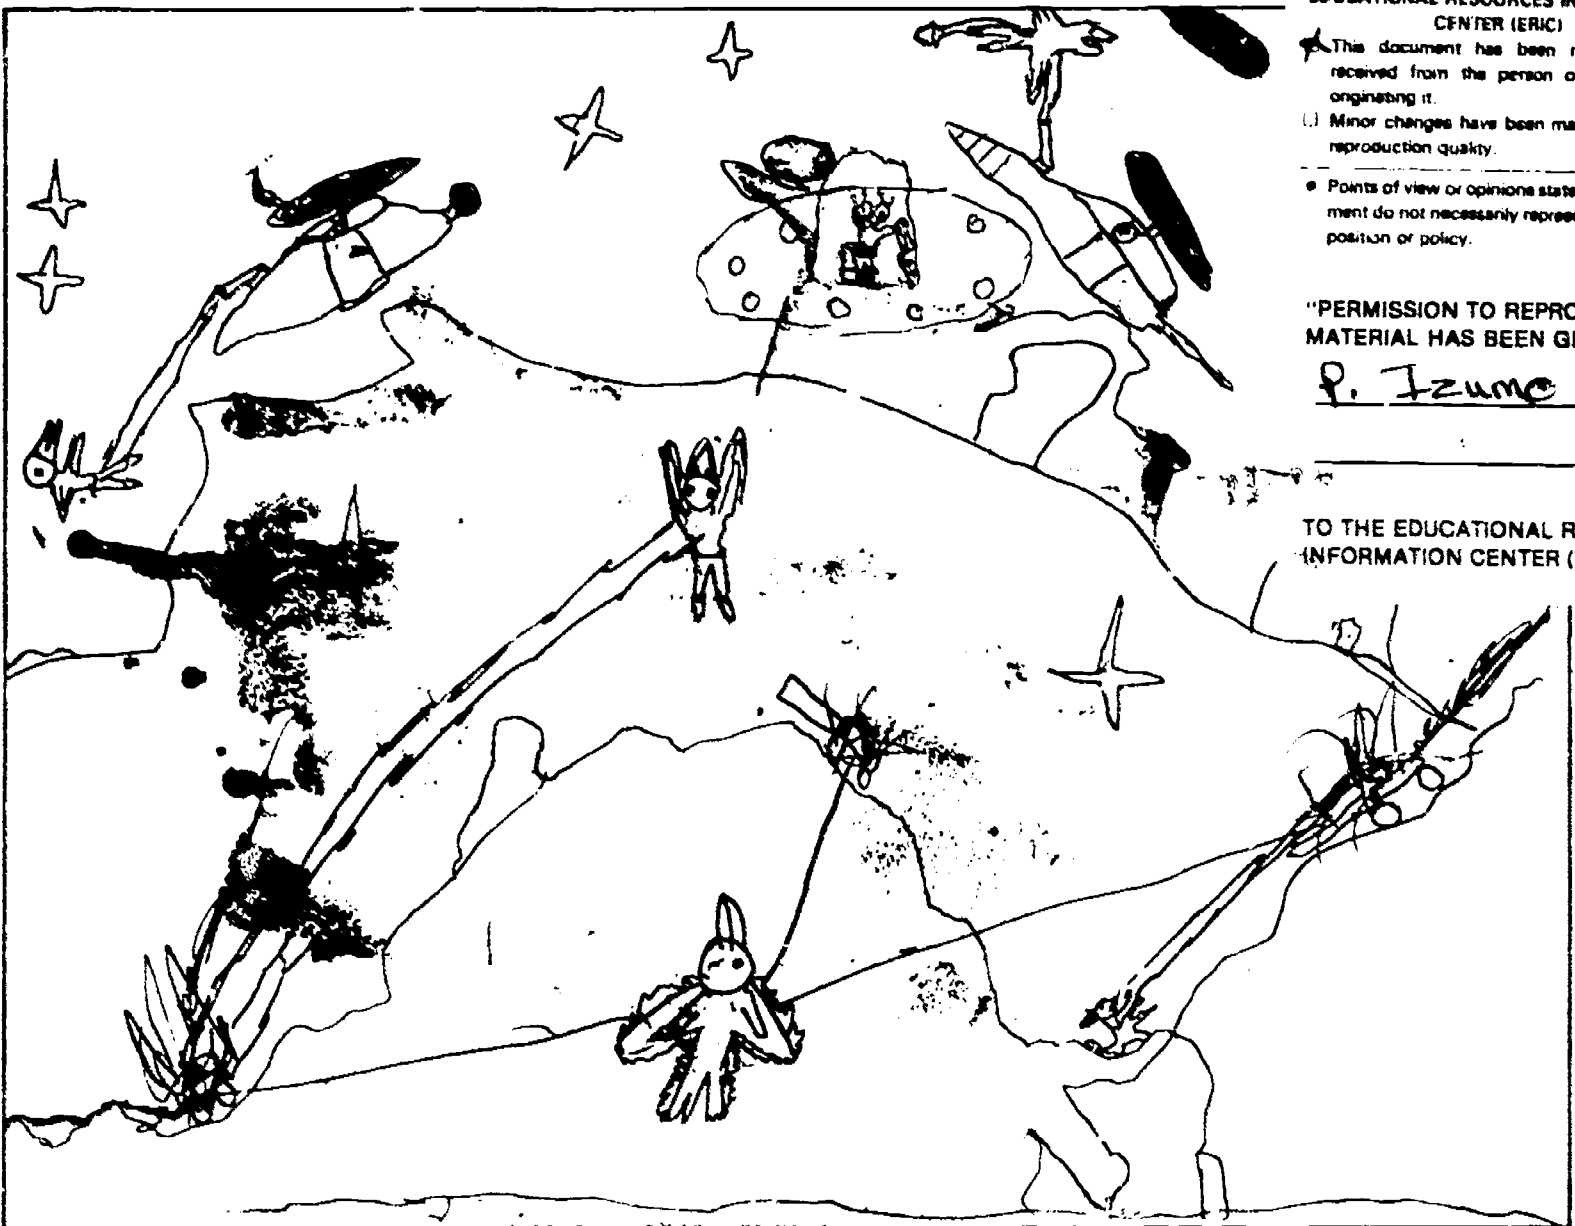 CENTER (ERIC)
This document has been
received from the person
originating it.
Minor changes have been
reproduction quality.
Points of view or opinions
ment do not necessarily
position or policy.
"PERMISSION TO REPRO
MATERIAL HAS BEEN
P. Izumo
TO THE EDUCATIONAL R
INFORMATION CENTER (